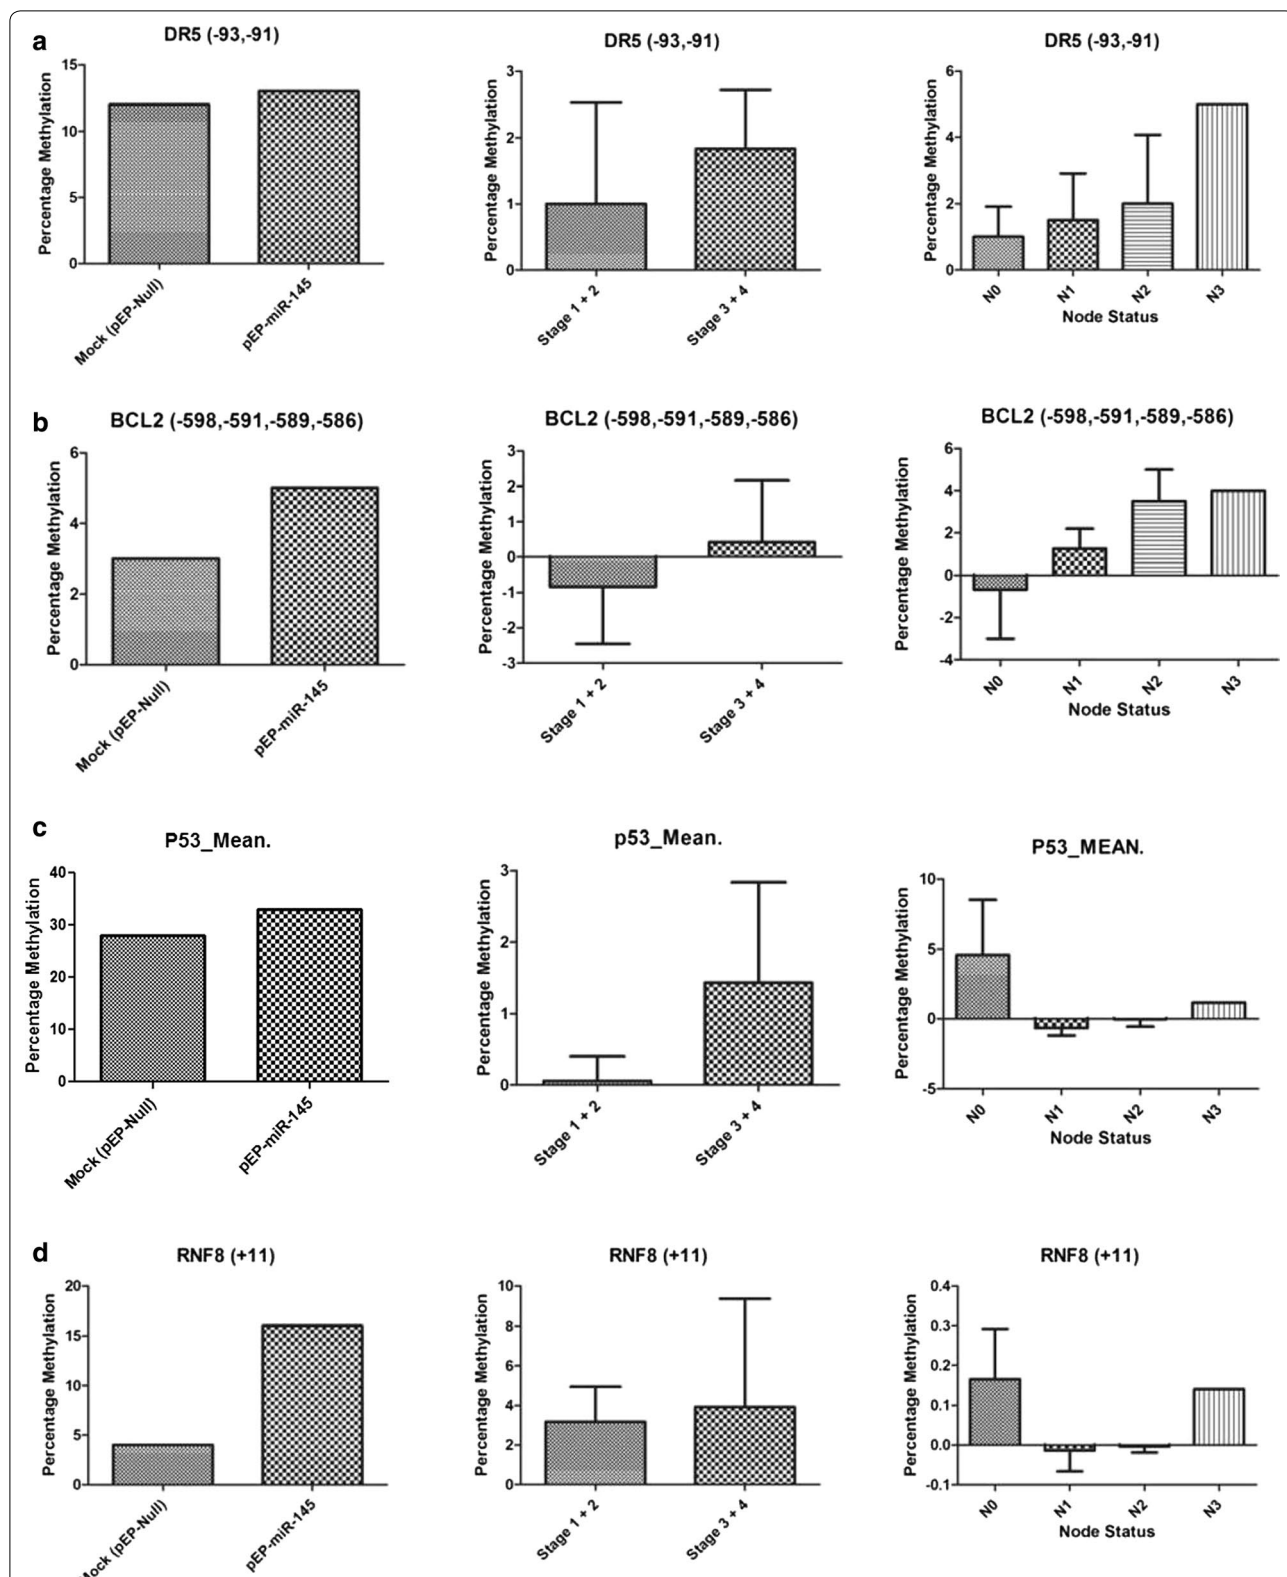 a
DR5 (-93,-91)
Percentage Methylation
15
10
5
0
Mock (pEP-Null)
pEP-miR-145
DR5 (-93,-91)
Percentage Methylation
3
2
1
0
Stage 1 + 2
Stage 3 + 4
DR5 (-93,-91)
Percentage Methylation
6
4
2
0
N0
N1
N2
N3
Node Status
b
BCL2 (-598,-591,-589,-586)
Percentage Methylation
6
4
2
0
Mock (pEP-Null)
pEP-miR-145
BCL2 (-598,-591,-589,-586)
Percentage Methylation
3
2
1
0
-1
-2
-3
Stage 1 + 2
Stage 3 + 4
BCL2 (-598,-591,-589,-586)
Percentage Methylation
6
4
2
0
-2
-4
N0
N1
N2
N3
Node Status
c
P53_Mean.
Percentage Methylation
40
30
20
10
0
Mock (pEP-Null)
pEP-miR-145
p53_Mean.
Percentage Methylation
3
2
1
0
Stage 1 + 2
Stage 3 + 4
P53_MEAN.
Percentage Methylation
10
5
0
-5
N0
N1
N2
N3
Node Status
d
RNF8 (+11)
Percentage Methylation
20
15
10
5
0
Mock (pEP-Null)
pEP-miR-145
RNF8 (+11)
Percentage Methylation
10
8
6
4
2
0
Stage 1 + 2
Stage 3 + 4
RNF8 (+11)
Percentage Methylation
0.4
0.3
0.2
0.1
0.0
-0.1
N0
N1
N2
N3
Node Status